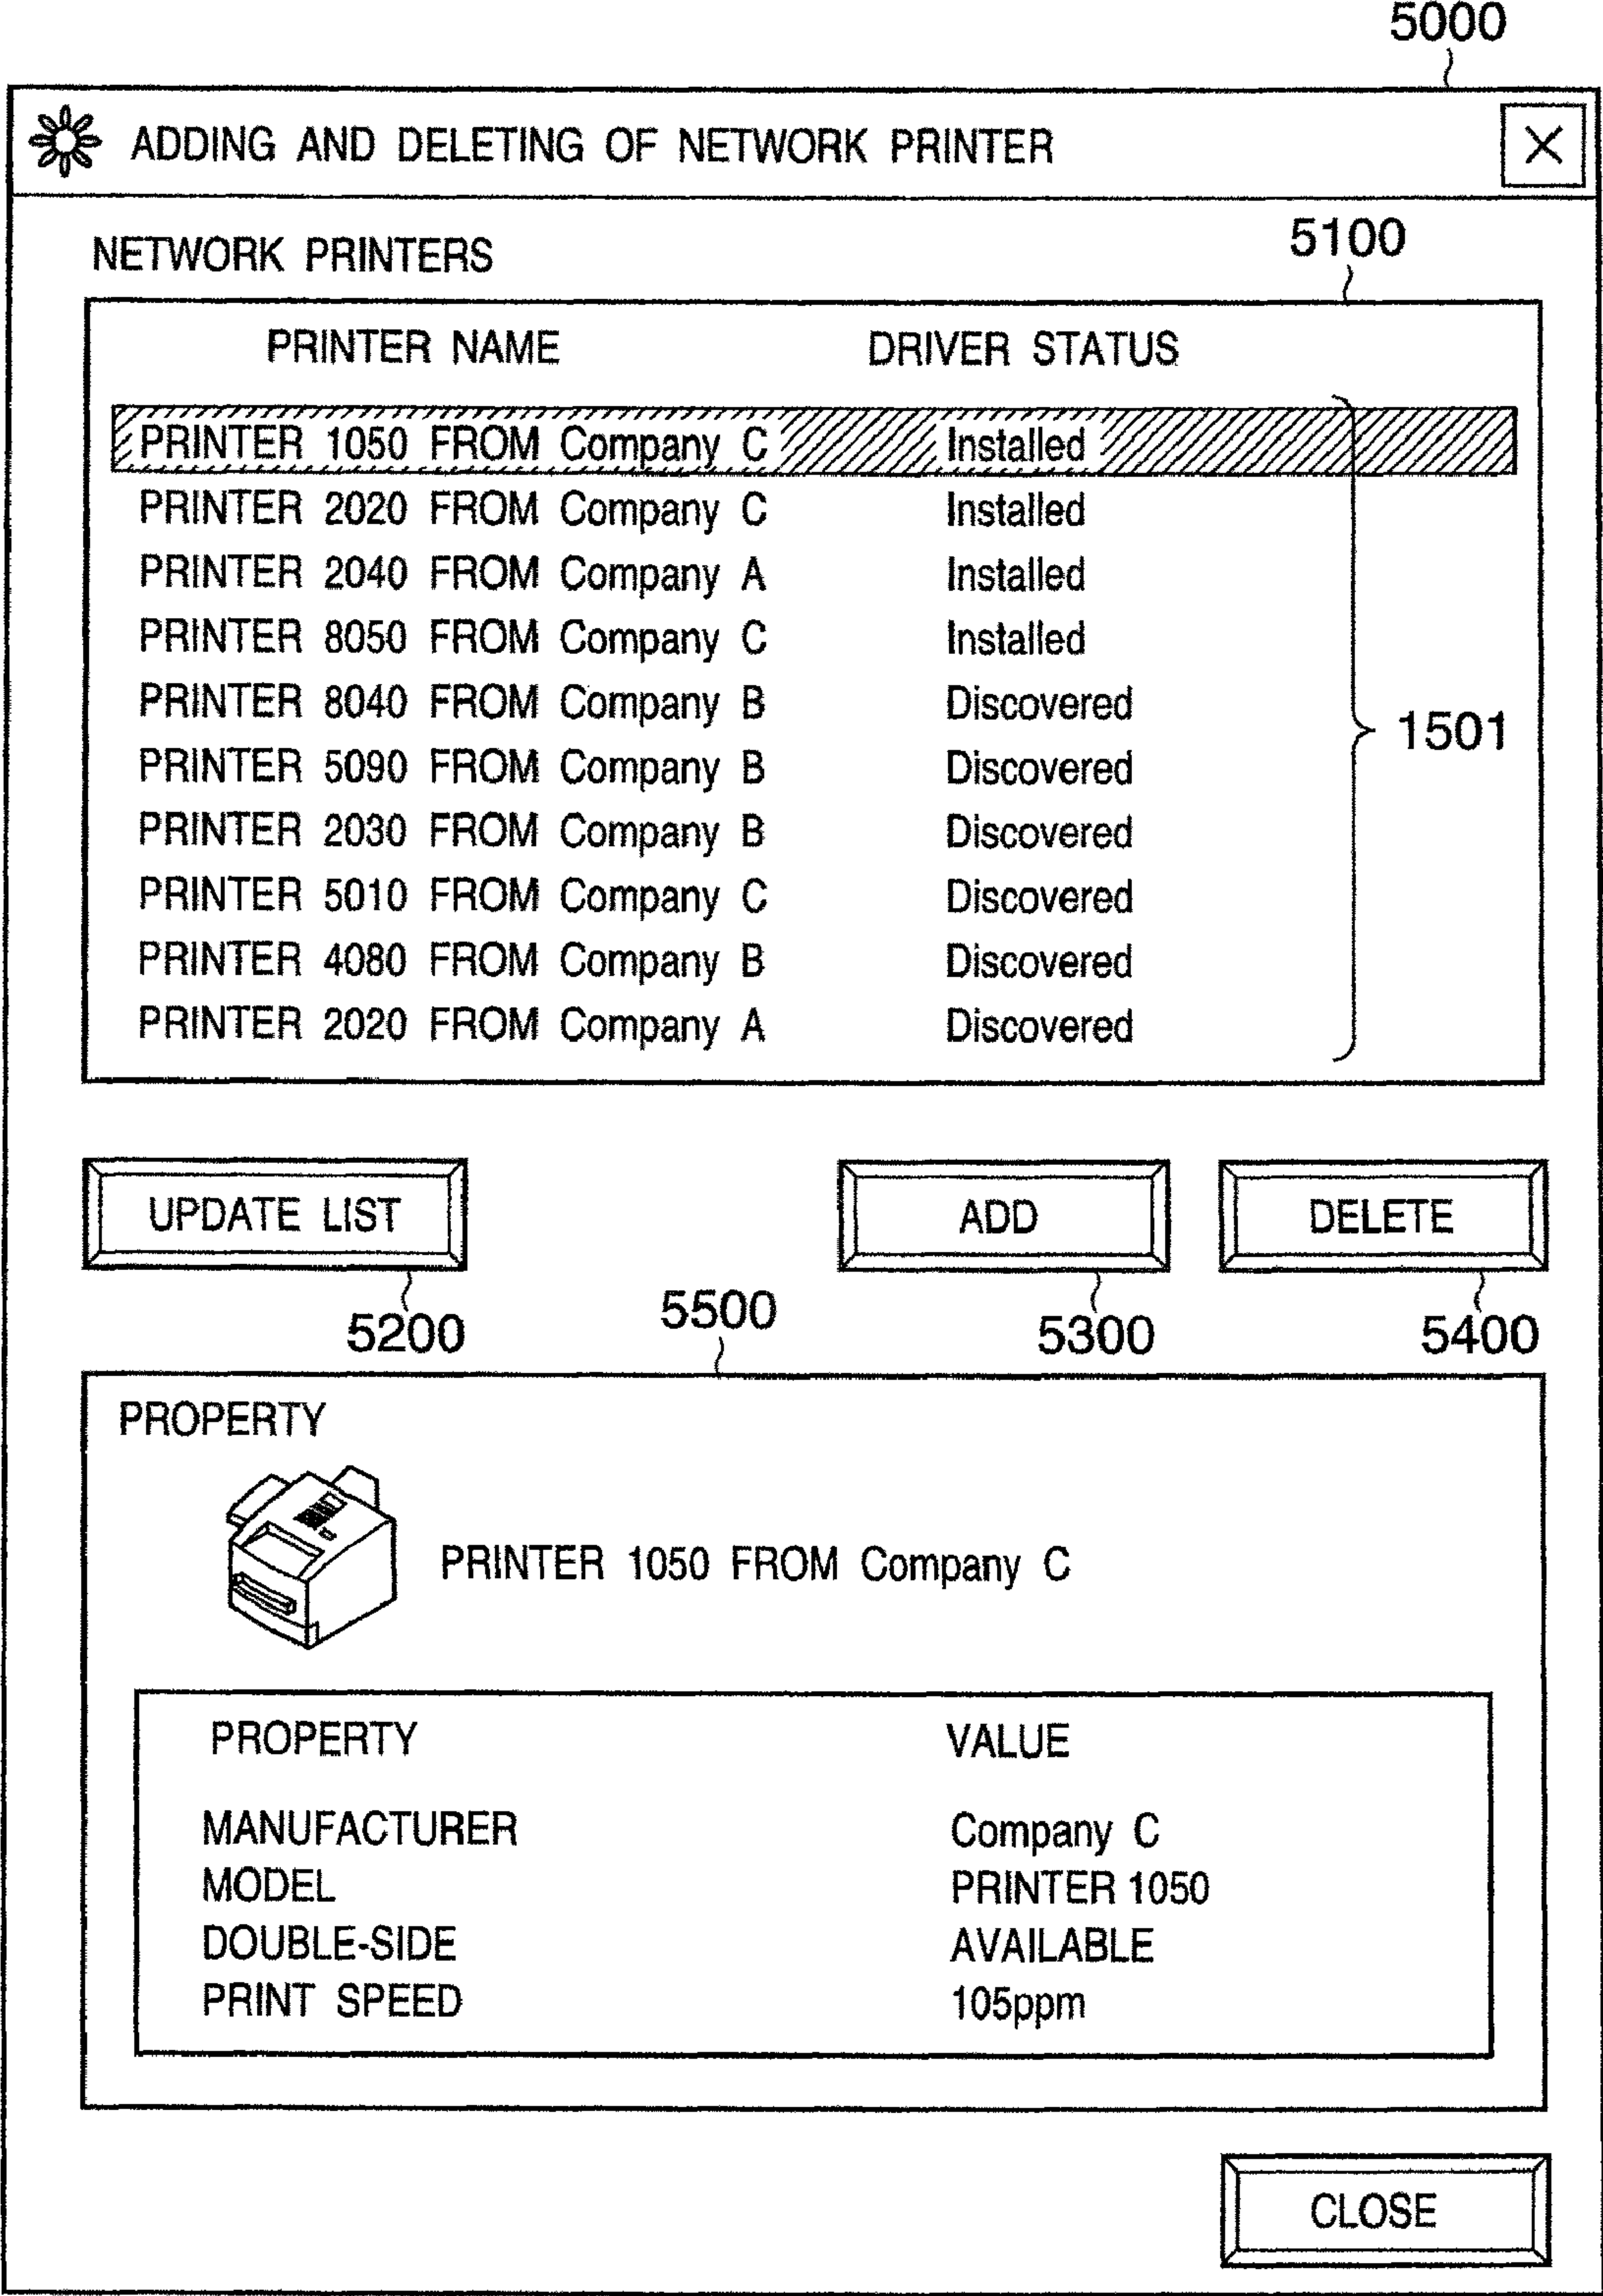 5000
ADDING AND DELETING OF NETWORK PRINTER
NETWORK PRINTERS
5100
PRINTER NAME DRIVER STATUS
PRINTER 1050 FROM Company C Installed
PRINTER 2020 FROM Company C Installed
PRINTER 2040 FROM Company A Installed
PRINTER 8050 FROM Company C Installed
PRINTER 8040 FROM Company B Discovered
1501
PRINTER 5090 FROM Company B Discovered
PRINTER 2030 FROM Company B Discovered
PRINTER 5010 FROM Company C Discovered
PRINTER 4080 FROM Company B Discovered
PRINTER 2020 FROM Company A Discovered
UPDATE LIST ADD DELETE
5200 5500 5300 5400
PROPERTY
PRINTER 1050 FROM Company C
PROPERTY VALUE
MANUFACTURER Company C
MODEL PRINTER 1050
DOUBLE-SIDE AVAILABLE
PRINT SPEED 105ppm
CLOSE